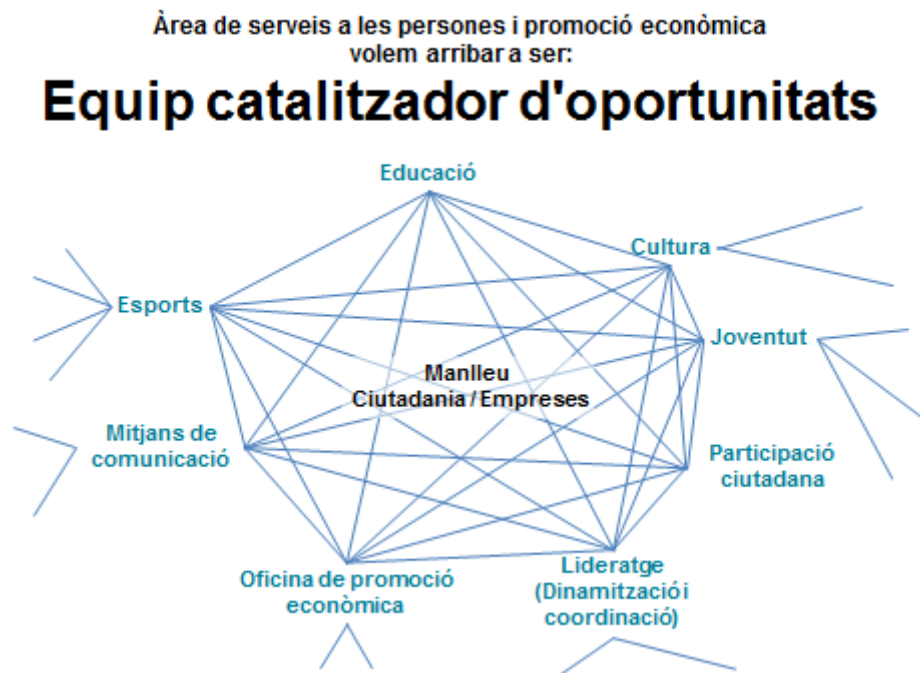 Àrea de serveis a les persones i promoció econòmica
volem arribar a ser:
Equip catalitzador d'oportunitats
Educació
Cultura
Esports
Joventut
Manlleu
Ciutadania / Empreses
Mitjans de
comunicació
Participació
ciutadana
Oficina de promoció
econòmica
Lideratge
(Dinamització i
coordinació)